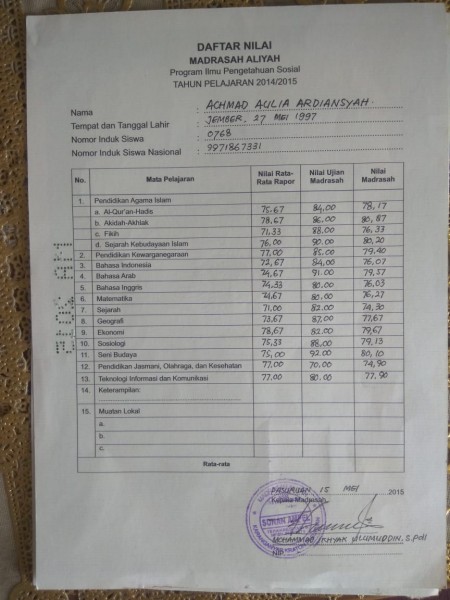 DAFTAR NILAI
MADRASAH ALIYAH
Program Ilmu Pengetahuan Sosial
TAHUN PELAJARAN 2014/2015
Nama : ACHMAD AULIA ARDIANSYAH
Tempat dan Tanggal Lahir : JEMBER, 27 MEI 1997
Nomor Induk Siswa : 0768
Nomor Induk Siswa Nasional : 9971867331
No. Mata Pelajaran Nilai Rata-Rata Rapor Nilai Ujian Madrasah Nilai Madrasah
1. Pendidikan Agama Islam
a. Al-Qur'an-Hadis 75,67 84,00 78,17
b. Akidah-Akhlak 78,67 86,00 80,87
c. Fikih 71,33 88,00 76,33
d. Sejarah Kebudayaan Islam 76,00 90,00 80,20
2. Pendidikan Kewarganegaraan 77,00 85,00 79,40
3. Bahasa Indonesia 72,67 84,00 76,07
4. Bahasa Arab 74,67 91,00 79,57
5. Bahasa Inggris 74,33 80,00 76,03
6. Matematika 74,67 80,00 76,27
7. Sejarah 71,00 82,00 74,30
8. Geografi 73,67 87,00 77,67
9. Ekonomi 78,67 82,00 79,67
10. Sosiologi 75,33 88,00 79,13
11. Seni Budaya 75,00 92,00 80,10
12. Pendidikan Jasmani, Olahraga, dan Kesehatan 77,00 70,00 74,90
13. Teknologi Informasi dan Komunikasi 77,00 80,00 77,90
14. Keterampilan:
15. Muatan Lokal
a.
b.
c.
Rata-rata
PASURUAN 15 MEI 2015
Kepala Madrasah
MOHAMMAD IKHYAK ULUMUDDIN, S.PdI
NIP